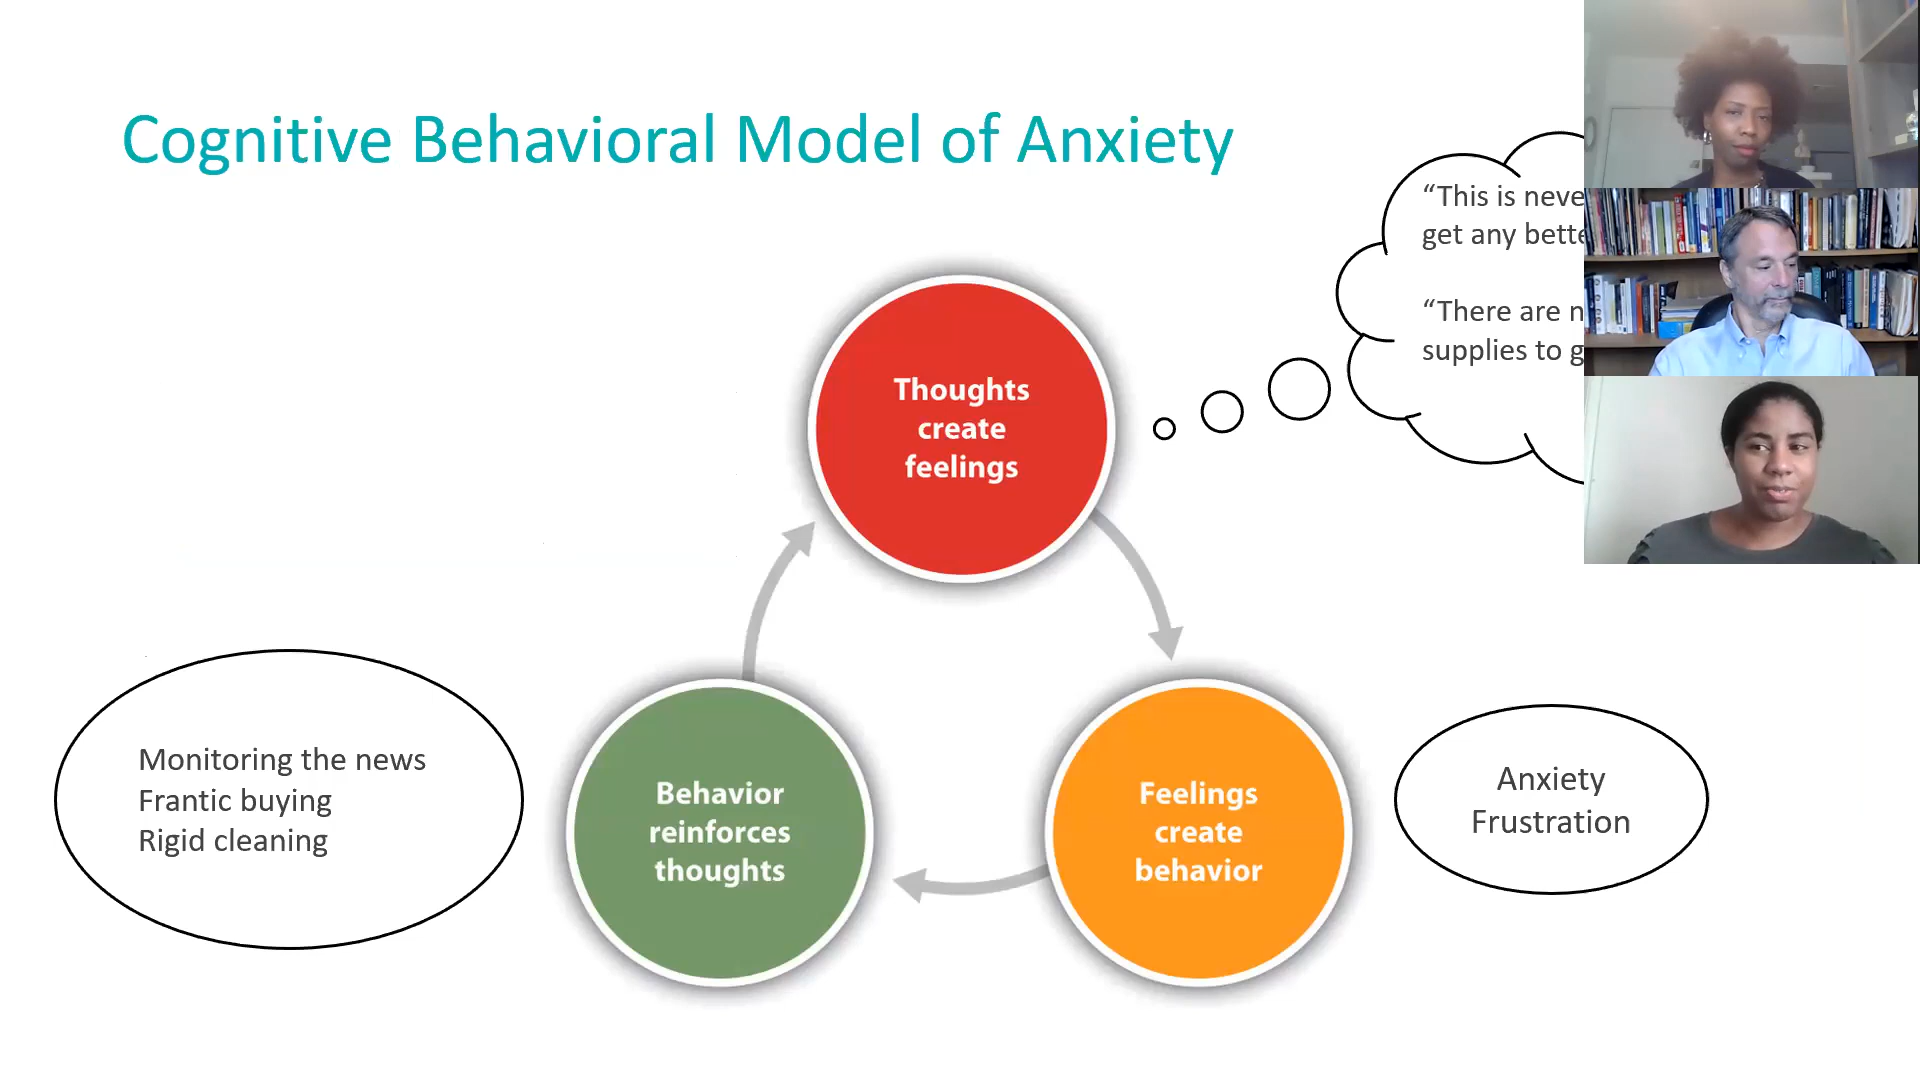 Cognitive Behavioral Model of Anxiety
“This is neve
get any bette
“There are n
supplies to g
Thoughts
create
feelings
Monitoring the news
Frantic buying
Rigid cleaning
Behavior
reinforces
thoughts
Feelings
create
behavior
Anxiety
Frustration